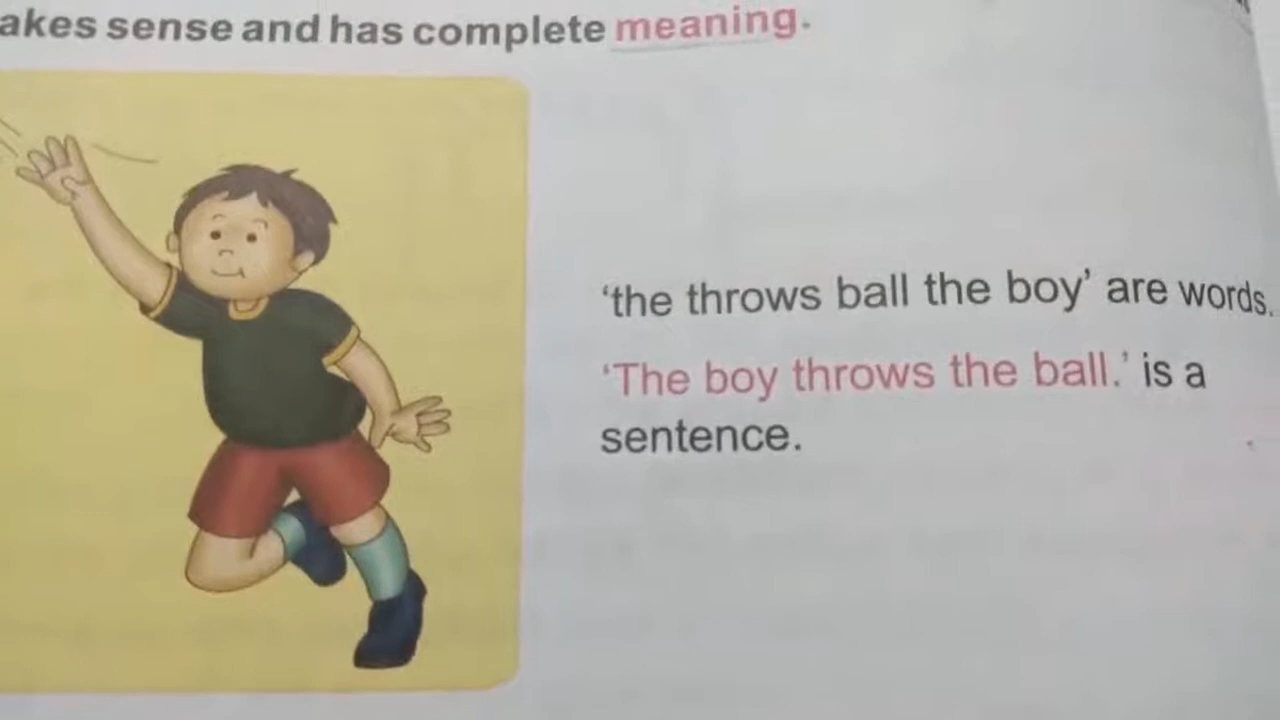 akes sense and has complete meaning.
‘the throws ball the boy’ are words.
‘The boy throws the ball.’ is a
sentence.